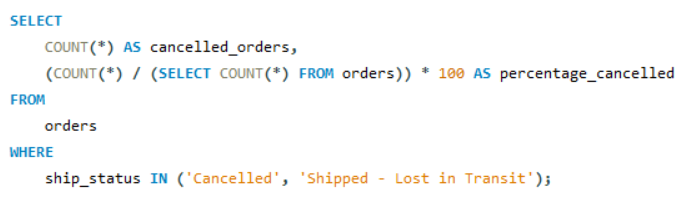 SELECT
    COUNT(*) AS cancelled_orders,
    (COUNT(*) / (SELECT COUNT(*) FROM orders)) * 100 AS percentage_cancelled
FROM
    orders
WHERE
    ship_status IN ('Cancelled', 'Shipped - Lost in Transit');